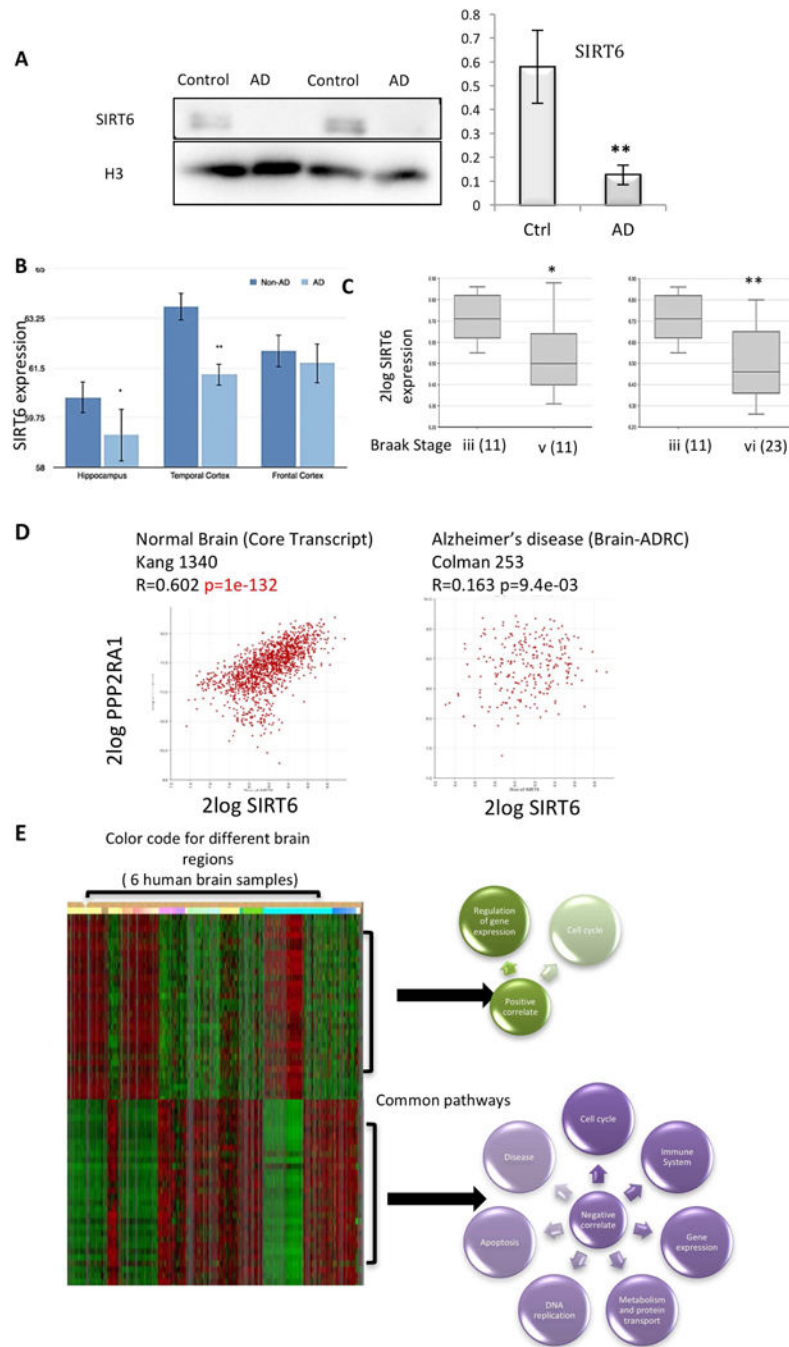 A
Control AD Control AD
SIRT6
H3
SIRT6
0.8
0.7
0.6
0.5
0.4
0.3
0.2
0.1
0
**
Ctrl AD
B
SIRT6 expression
65
63.25
61.5
59.75
58
Non-AD AD
*
**
Hippocampus Temporal Cortex Frontal Cortex
C
2log SIRT6
expression
*
**
Braak Stage iii (11) v (11) iii (11) vi (23)
D
Normal Brain (Core Transcript)
Kang 1340
R=0.602 p=1e-132
Alzheimer's disease (Brain-ADRC)
Colman 253
R=0.163 p=9.4e-03
2log PPP2RA1
2log SIRT6
2log SIRT6
E
Color code for different brain
regions
( 6 human brain samples)
Regulation
of gene
expression
Cell cycle
Positive
correlate
Common pathways
Cell cycle
Disease
Immune
System
Negative
correlate
Apoptosis
Gene
expression
DNA
replication
Metabolism
and protein
transport